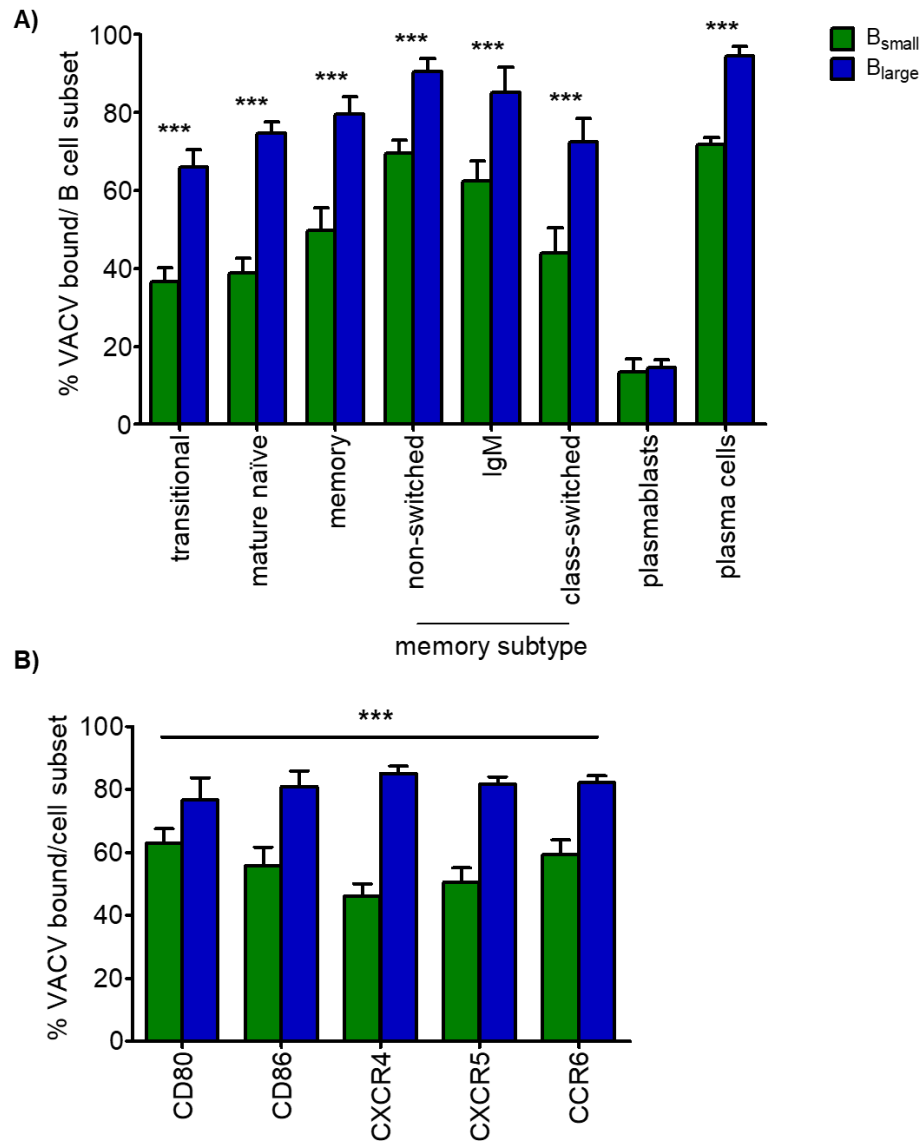 A)
B small
B large
% VACV bound/ B cell subset
100
80
60
40
20
0
***
***
***
***
***
***
***
transitional
mature naïve
memory
non-switched
IgM
class-switched
plasmablasts
plasma cells
memory subtype
B)
% VACV bound/cell subset
100
80
60
40
20
0
***
CD80
CD86
CXCR4
CXCR5
CCR6